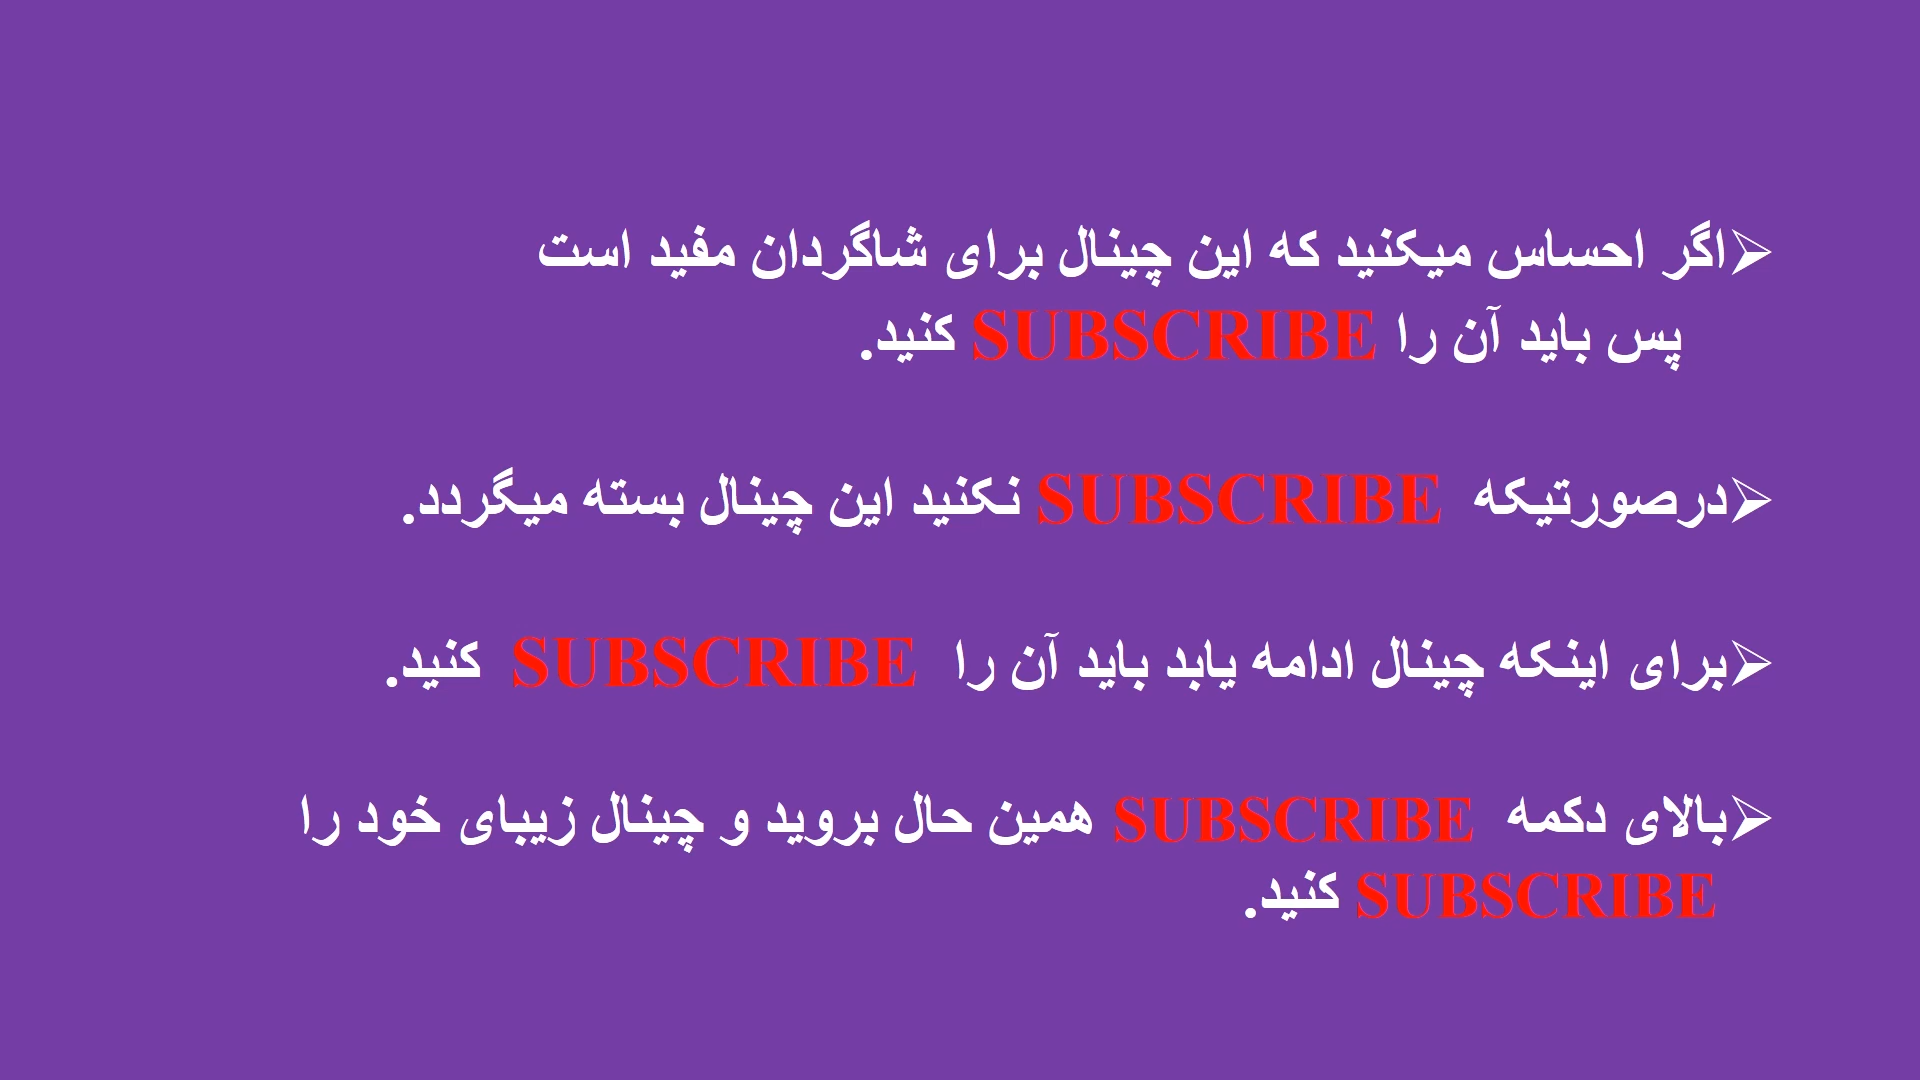 ➢اگر احساس میکنید که این چینال برای شاگردان مفید است
پس باید آن را SUBSCRIBE کنید.
➢درصورتیکه SUBSCRIBE نکنید این چینال بسته میگردد.
➢برای اینکه چینال ادامه یابد باید آن را SUBSCRIBE کنید.
➢بالای دکمه SUBSCRIBE همین حال بروید و چینال زیبای خود را
SUBSCRIBE کنید.